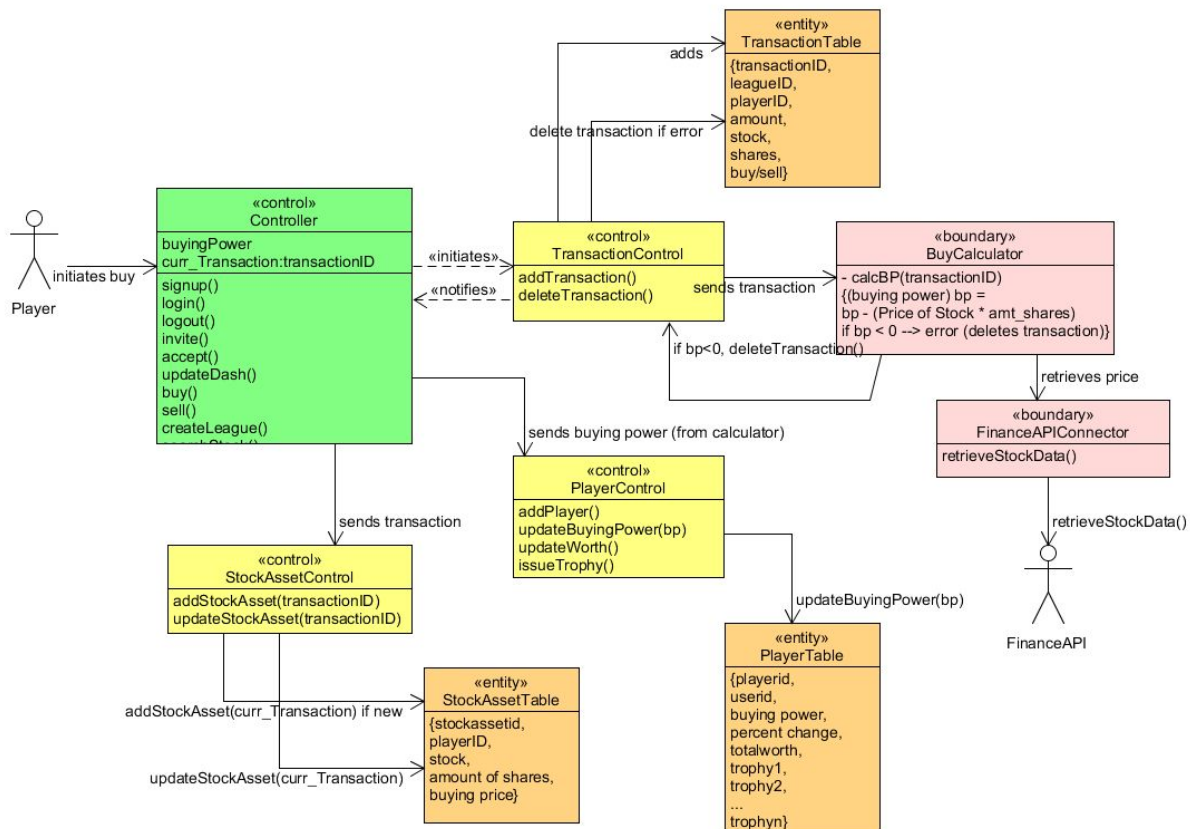 «entity»
TransactionTable
{transactionID,
leagueID,
playerID,
amount,
stock,
shares,
buy/sell}
adds
delete transaction if error
Player
initiates buy
«control»
Controller
buyingPower
curr_Transaction:transactionID
signup()
login()
logout()
invite()
accept()
updateDash()
buy()
sell()
createLeague()
«initiates»
«notifies»
«control»
TransactionControl
addTransaction()
deleteTransaction()
sends transaction
«boundary»
BuyCalculator
- calcBP(transactionID)
{(buying power) bp =
bp - (Price of Stock * amt_shares)
if bp < 0 --> error (deletes transaction)}
if bp<0, deleteTransaction()
retrieves price
«boundary»
FinanceAPIConnector
retrieveStockData()
retrieveStockData()
FinanceAPI
sends buying power (from calculator)
«control»
PlayerControl
addPlayer()
updateBuyingPower(bp)
updateWorth()
issueTrophy()
updateBuyingPower(bp)
«entity»
PlayerTable
{playerid,
userid,
buying power,
percent change,
totalworth,
trophy1,
trophy2,
...
trophyn}
sends transaction
«control»
StockAssetControl
addStockAsset(transactionID)
updateStockAsset(transactionID)
addStockAsset(curr_Transaction) if new
updateStockAsset(curr_Transaction)
«entity»
StockAssetTable
{stockassetid,
playerID,
stock,
amount of shares,
buying price}